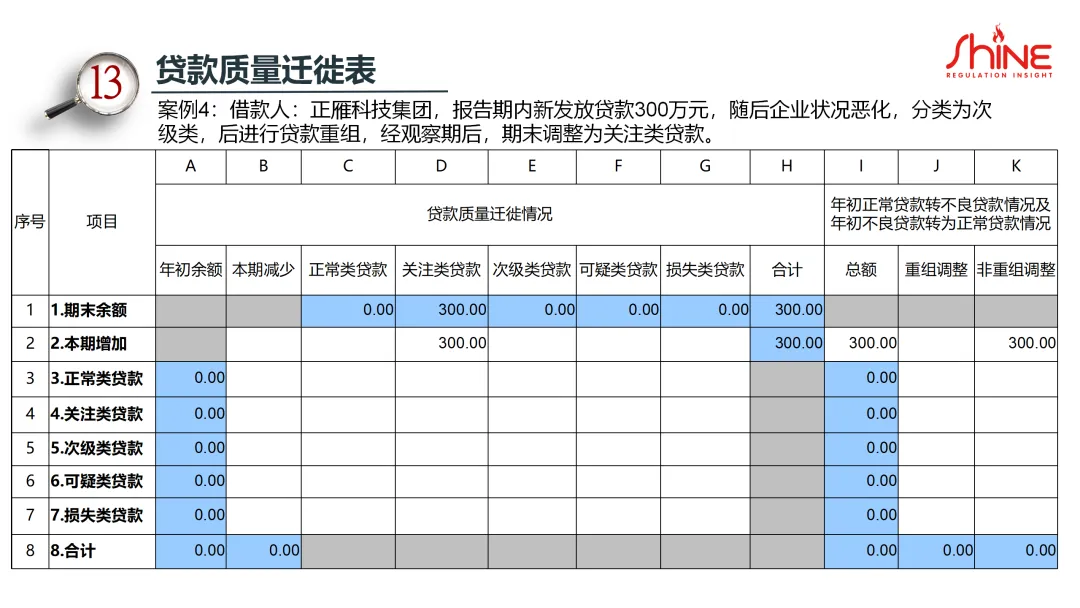 SHINE
REGULATION INSIGHT
13
贷款质量迁徙表
案例4：借款人：正雁科技集团，报告期内新发放贷款300万元，随后企业状况恶化，分类为次
级类，后进行贷款重组，经观察期后，期末调整为关注类贷款。
序号 项目 A B C D E F G H I J K
贷款质量迁徙情况
年初正常贷款转不良贷款情况及
年初不良贷款转为正常贷款情况
年初余额 本期减少 正常类贷款 关注类贷款 次级类贷款 可疑类贷款 损失类贷款 合计 总额 重组调整 非重组调整
1 1.期末余额 0.00 300.00 0.00 0.00 0.00 300.00
2 2.本期增加 300.00 300.00 300.00 300.00
3 3.正常类贷款 0.00 0.00
4 4.关注类贷款 0.00 0.00
5 5.次级类贷款 0.00 0.00
6 6.可疑类贷款 0.00 0.00
7 7.损失类贷款 0.00 0.00
8 8.合计 0.00 0.00 0.00 0.00 0.00